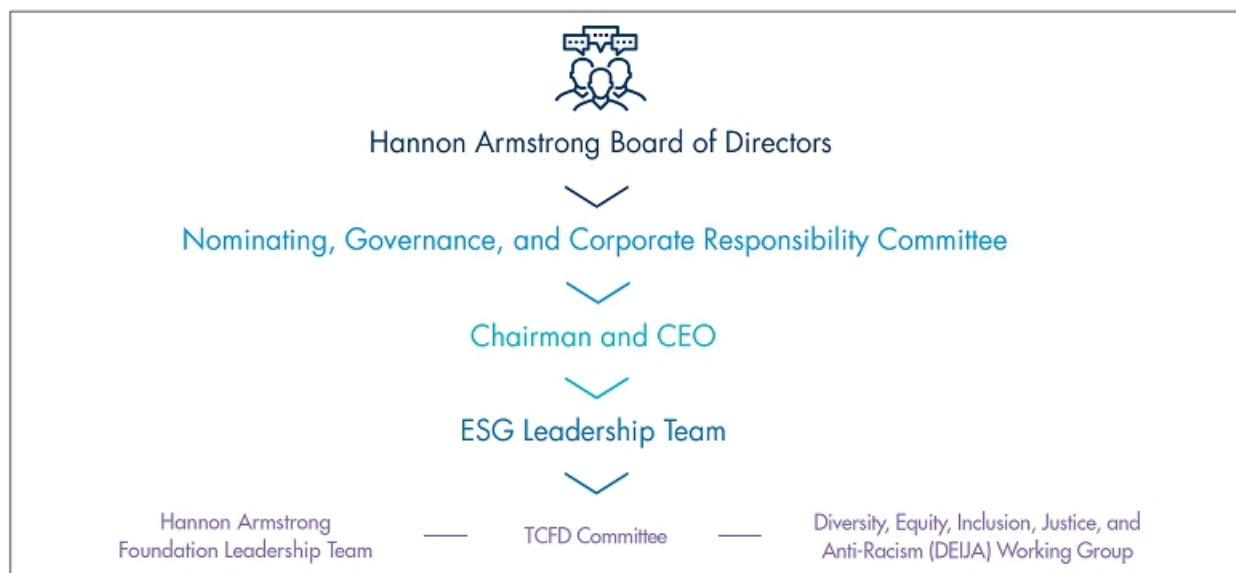 Hannon Armstrong Board of Directors
Nominating, Governance, and Corporate Responsibility Committee
Chairman and CEO
ESG Leadership Team
Hannon Armstrong
Foundation Leadership Team
TCFD Committee
Diversity, Equity, Inclusion, Justice, and
Anti-Racism (DEIJA) Working Group